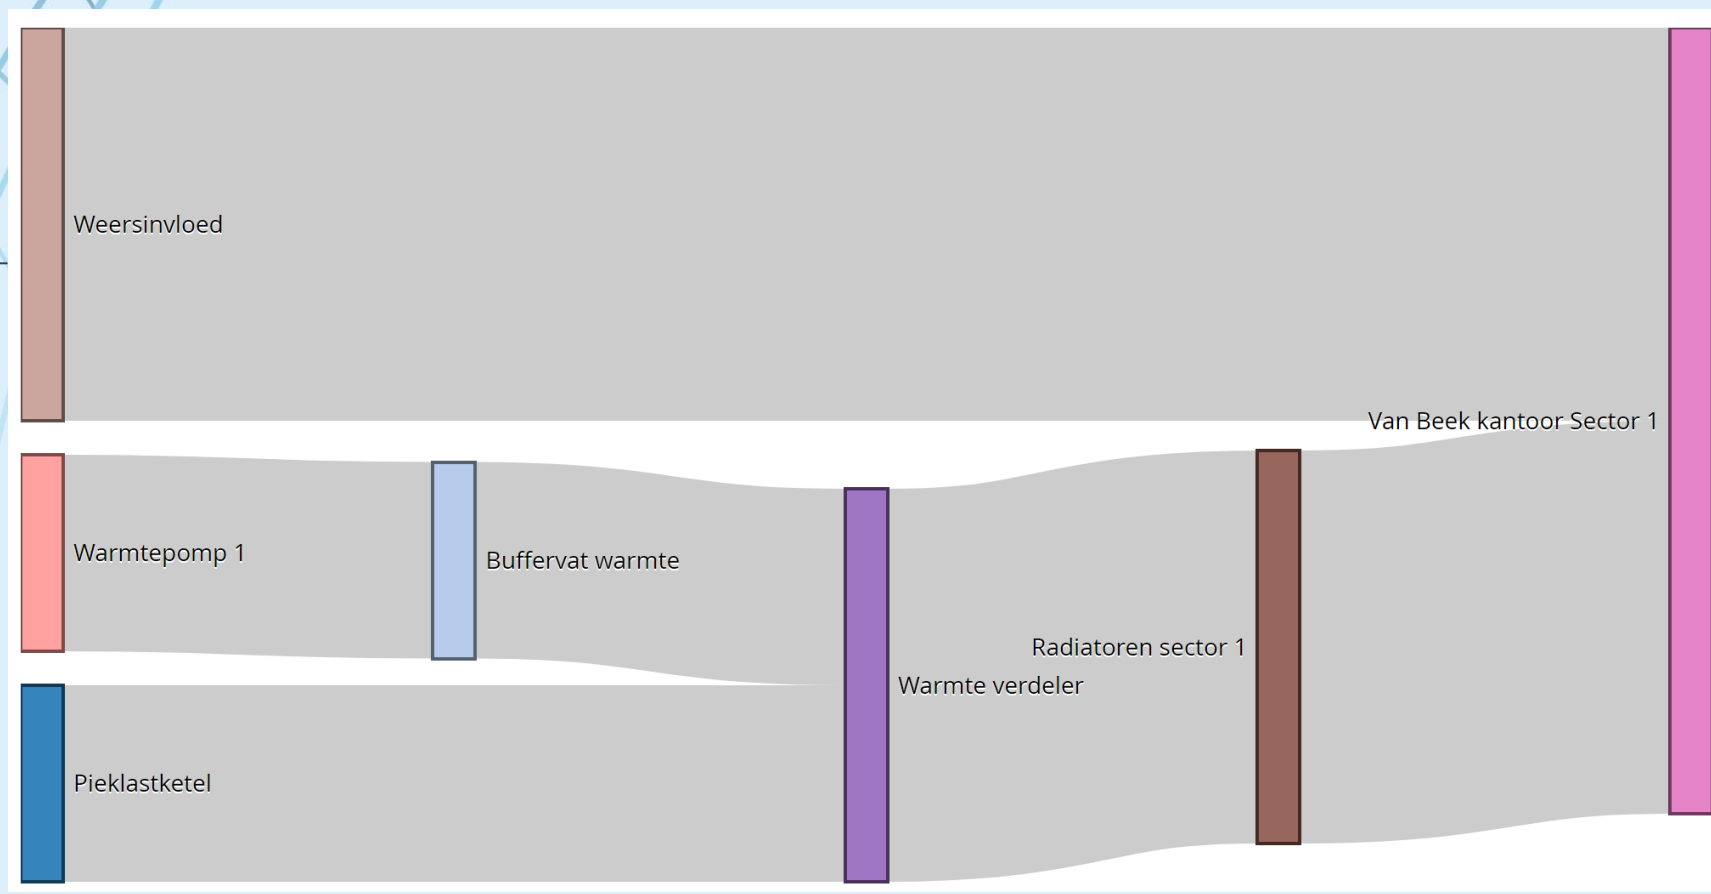 Weersinvloed
Van Beek kantoor Sector 1
Warmtepomp 1
Buffervat warmte
Radiatoren sector 1
Warmte verdeler
Pieklastketel